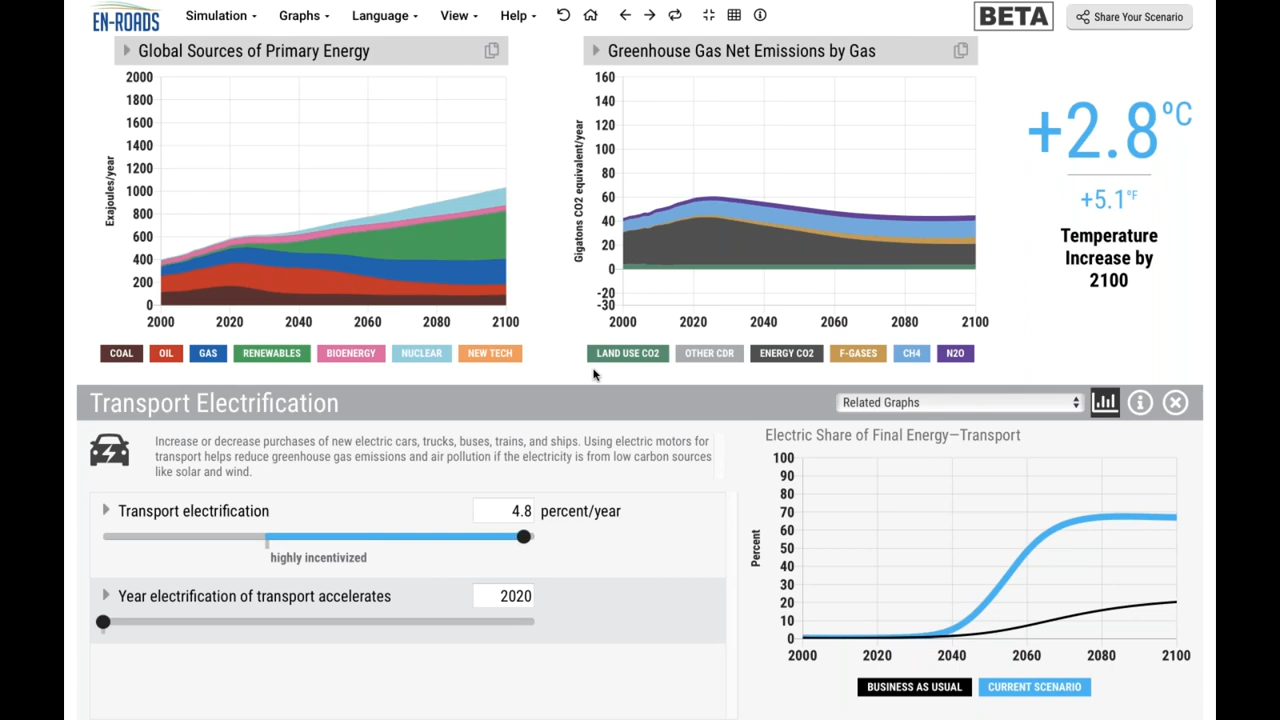 EN-ROADS
Simulation Graphs Language View Help
BETA
Share Your Scenario
Global Sources of Primary Energy
2000
1800
1600
1400
1200
1000
800
600
400
200
0
Exajoules/year
2000 2020 2040 2060 2080 2100
COAL OIL GAS RENEWABLES BIOENERGY NUCLEAR NEW TECH
Greenhouse Gas Net Emissions by Gas
160
140
120
100
80
60
40
20
0
-20
-30
Gigatons CO2 equivalent/year
2000 2020 2040 2060 2080 2100
LAND USE CO2 OTHER CDR ENERGY CO2 F-GASES CH4 N2O
+2.8°C
+5.1°F
Temperature
Increase by
2100
Transport Electrification
Related Graphs
Increase or decrease purchases of new electric cars, trucks, buses, trains, and ships. Using electric motors for
transport helps reduce greenhouse gas emissions and air pollution if the electricity is from low carbon sources
like solar and wind.
Transport electrification 4.8 percent/year
highly incentivized
Year electrification of transport accelerates 2020
Electric Share of Final Energy—Transport
100
90
80
70
60
50
40
30
20
10
0
Percent
2000 2020 2040 2060 2080 2100
BUSINESS AS USUAL CURRENT SCENARIO